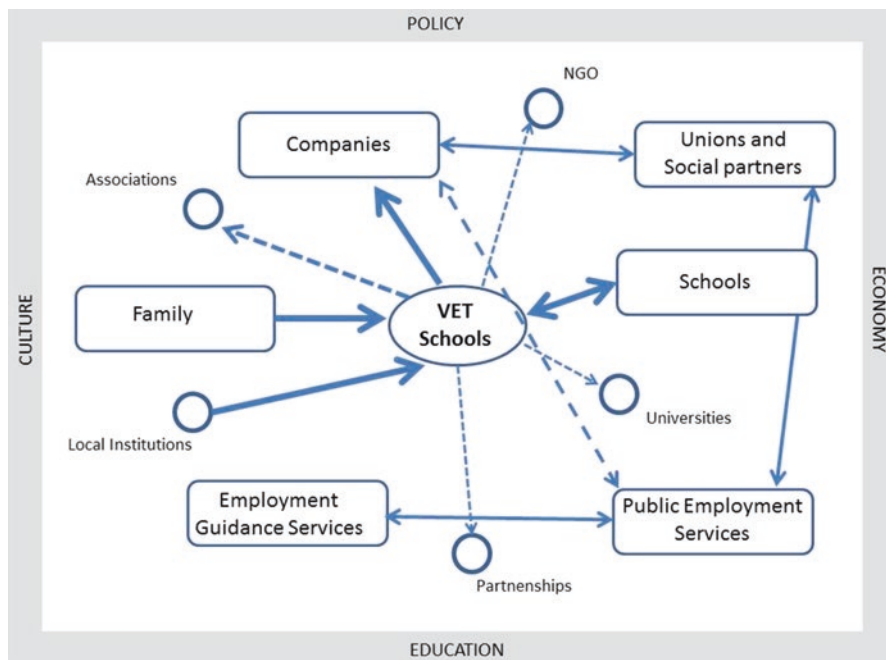 POLICY
NGO
Companies
Unions and
Social partners
Associations
CULTURE
Family
VET
Schools
Schools
ECONOMY
Local Institutions
Universities
Employment
Guidance Services
Public Employment
Services
Partnenships
EDUCATION